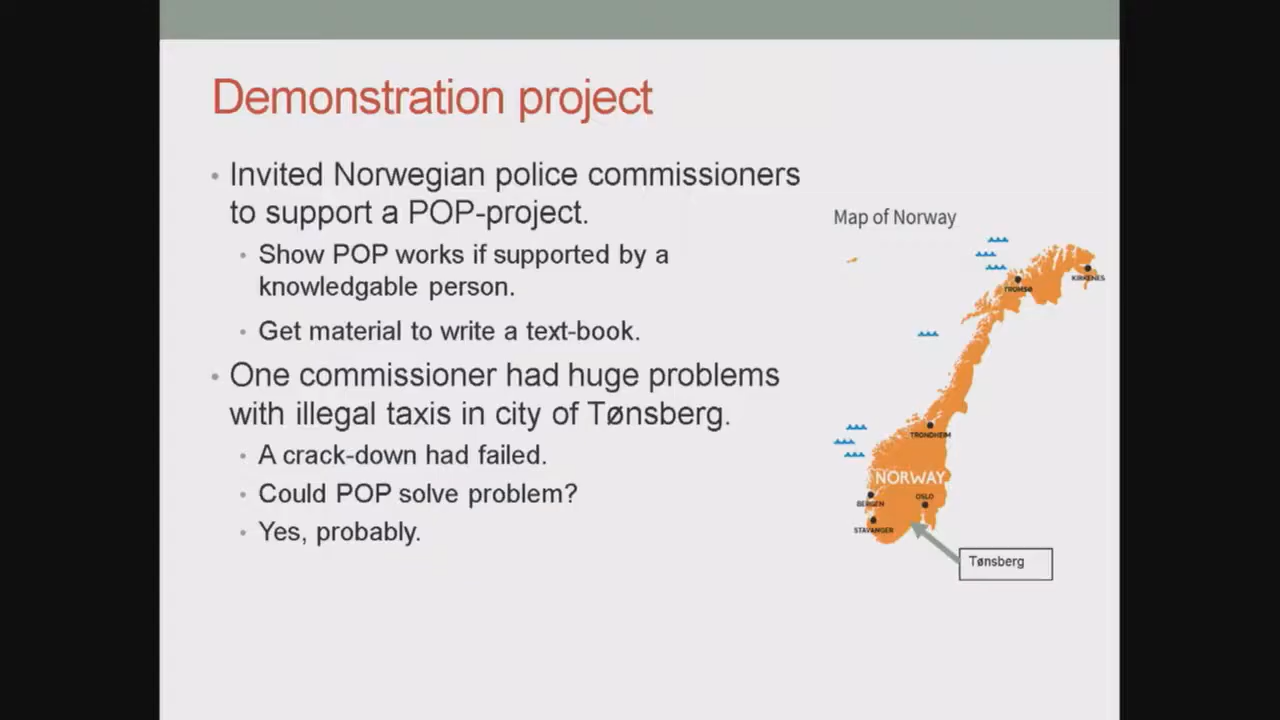 Demonstration project
• Invited Norwegian police commissioners
to support a POP-project.
• Show POP works if supported by a
knowledgable person.
• Get material to write a text-book.
• One commissioner had huge problems
with illegal taxis in city of Tønsberg.
• A crack-down had failed.
• Could POP solve problem?
• Yes, probably.
Map of Norway
KIRKENES
TROMSØ
TRONDHEIM
NORWAY
OSLO
BERGEN
STAVANGER
Tønsberg